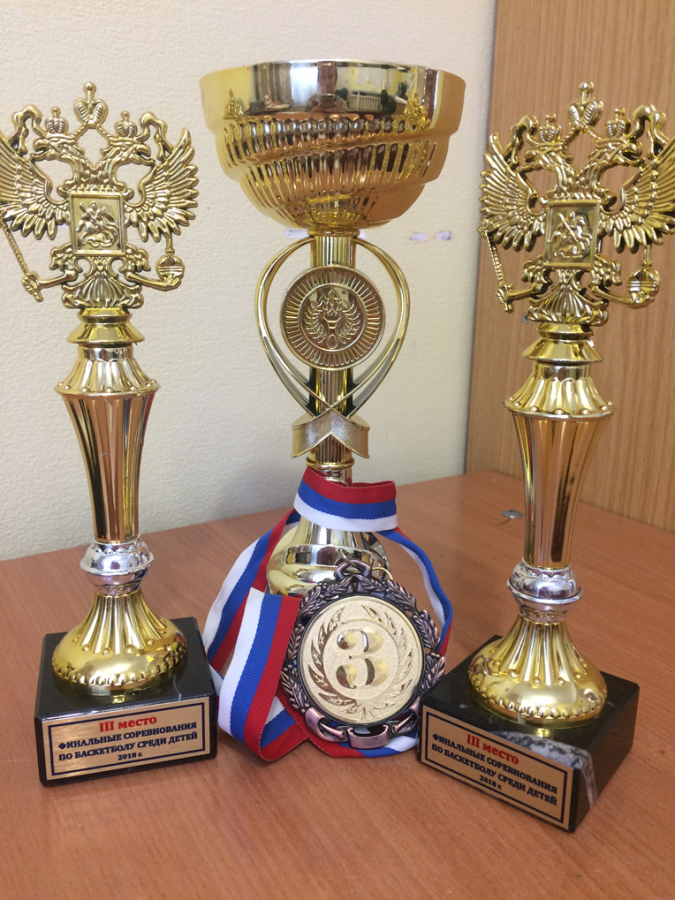 III место
ФИНАЛЬНЫЕ СОРЕВНОВАНИЯ
ПО БАСКЕТБОЛУ СРЕДИ ДЕТЕЙ
2018 г.
3
III место
ФИНАЛЬНЫЕ СОРЕВНОВАНИЯ
ПО БАСКЕТБОЛУ СРЕДИ ДЕТЕЙ
2018 г.